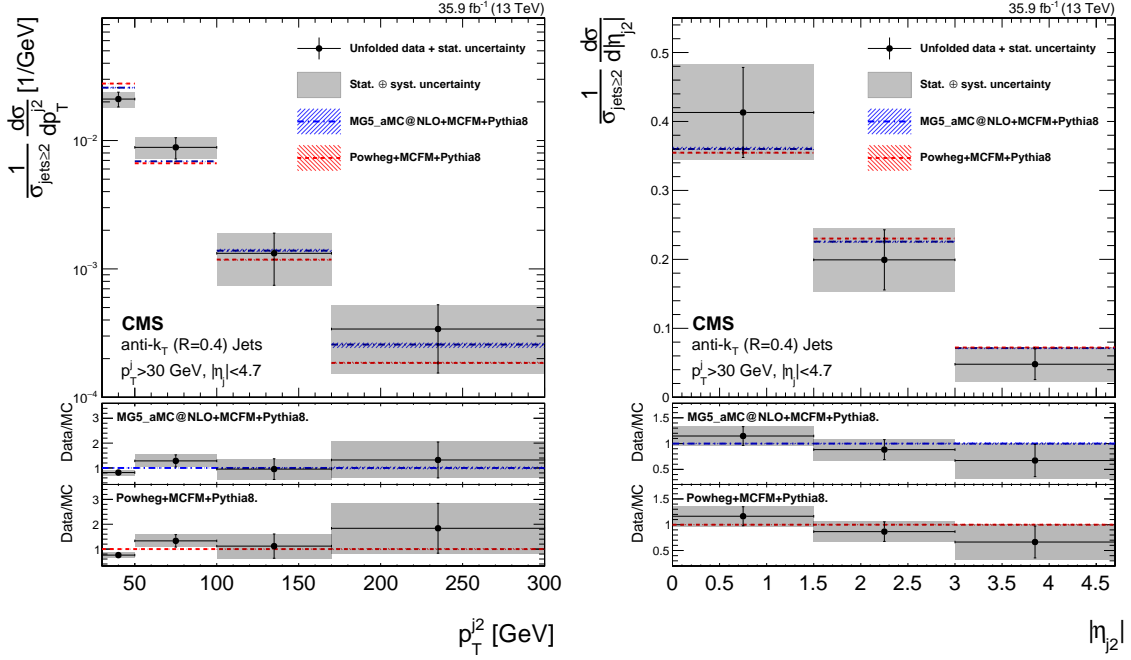 35.9 fb⁻¹ (13 TeV)
1/σ_jets≥2 dσ/dp_T^j2 [1/GeV]
Unfolded data + stat. uncertainty
Stat. ⊕ syst. uncertainty
MG5_aMC@NLO+MCFM+Pythia8
Powheg+MCFM+Pythia8
10⁻²
10⁻³
10⁻⁴
CMS
anti-k_T (R=0.4) Jets
p_T^j>30 GeV, |η_j|<4.7
Data/MC
3
2
1
MG5_aMC@NLO+MCFM+Pythia8.
Data/MC
3
2
1
Powheg+MCFM+Pythia8.
50 100 150 200 250 300
p_T^j2 [GeV]
35.9 fb⁻¹ (13 TeV)
1/σ_jets≥2 dσ/d|η_j2|
Unfolded data + stat. uncertainty
Stat. ⊕ syst. uncertainty
MG5_aMC@NLO+MCFM+Pythia8
Powheg+MCFM+Pythia8
0.5
0.4
0.3
0.2
0.1
0
CMS
anti-k_T (R=0.4) Jets
p_T^j>30 GeV, |η_j|<4.7
Data/MC
1.5
1
0.5
MG5_aMC@NLO+MCFM+Pythia8.
Data/MC
1.5
1
0.5
Powheg+MCFM+Pythia8.
0 0.5 1 1.5 2 2.5 3 3.5 4 4.5
|η_j2|